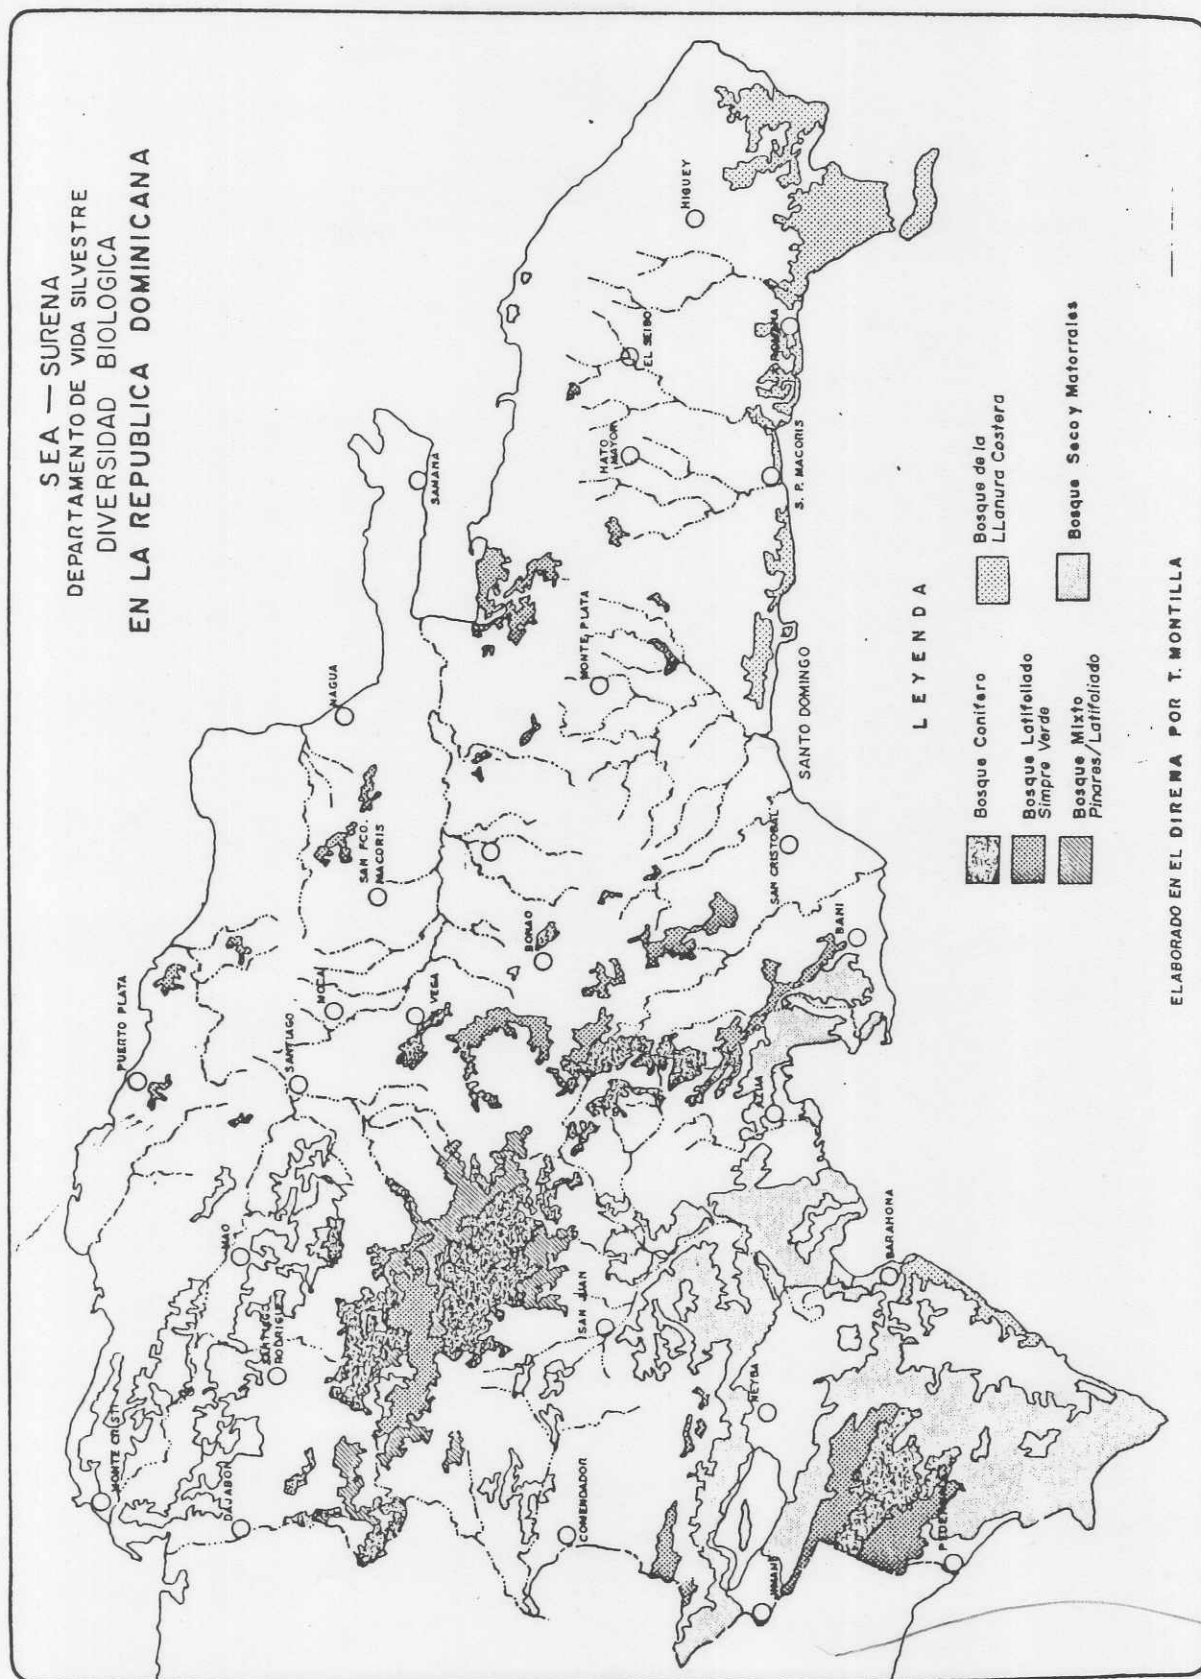 SEA — SURENA
DEPARTAMENTO DE VIDA SILVESTRE
DIVERSIDAD BIOLOGICA
EN LA REPUBLICA DOMINICANA
MONTE CRISTI
PUERTO PLATA
DAJABON
SANTIAGO
RODRIGUEZ
MAO
SANTIAGO
MOCA
VEGA
SAN FCO.
MACORIS
NAGUA
SAMANA
COMENDADOR
SAN JUAN
BONAO
MONTE PLATA
HATO
MAYOR
EL SEIBO
HIGUEY
NEYBA
BARAHONA
AZUA
BANI
SAN CRISTOBAL
SANTO DOMINGO
S. P. MACORIS
PEDERNALES
LEYENDA
Bosque Conifero
Bosque Latifoliado
Simpre Verde
Bosque Mixto
Pinares/Latifoliado
Bosque de la
LLanura Costera
Bosque Seco y Matorrales
ELABORADO EN EL DIRENA POR T. MONTILLA